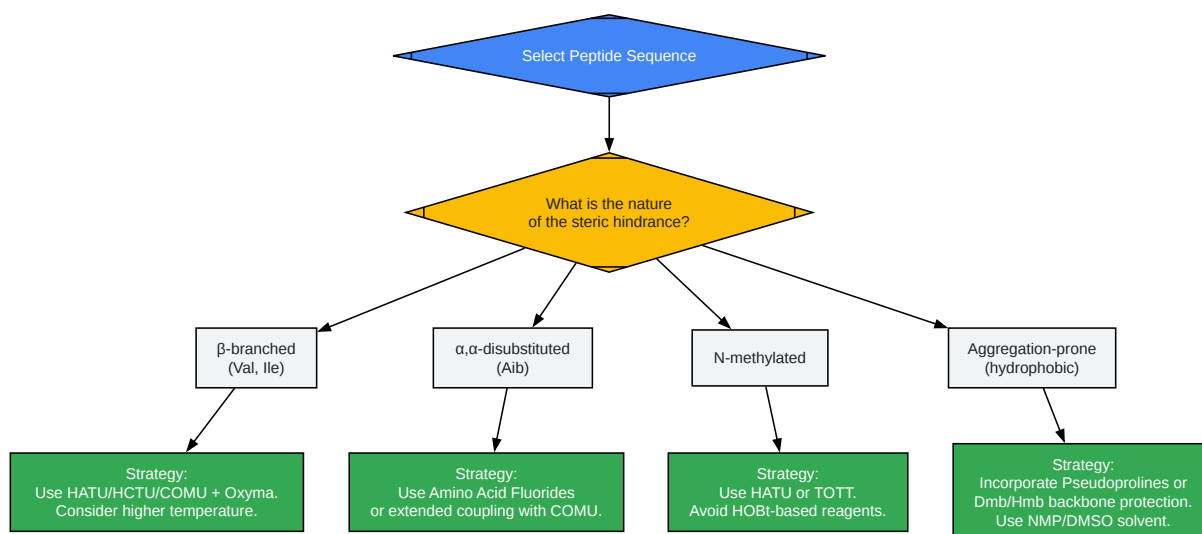 Select Peptide Sequence
What is the nature
of the steric hindrance?
β-branched
(Val, Ile)
α,α-disubstituted
(Aib)
N-methylated
Aggregation-prone
(hydrophobic)
Strategy:
Use HATU/HCTU/COMU + Oxyma.
Consider higher temperature.
Strategy:
Use Amino Acid Fluorides
or extended coupling with COMU.
Strategy:
Use HATU or TOTT.
Avoid HOBt-based reagents.
Strategy:
Incorporate Pseudoprolines or
Dmb/Hmb backbone protection.
Use NMP/DMSO solvent.